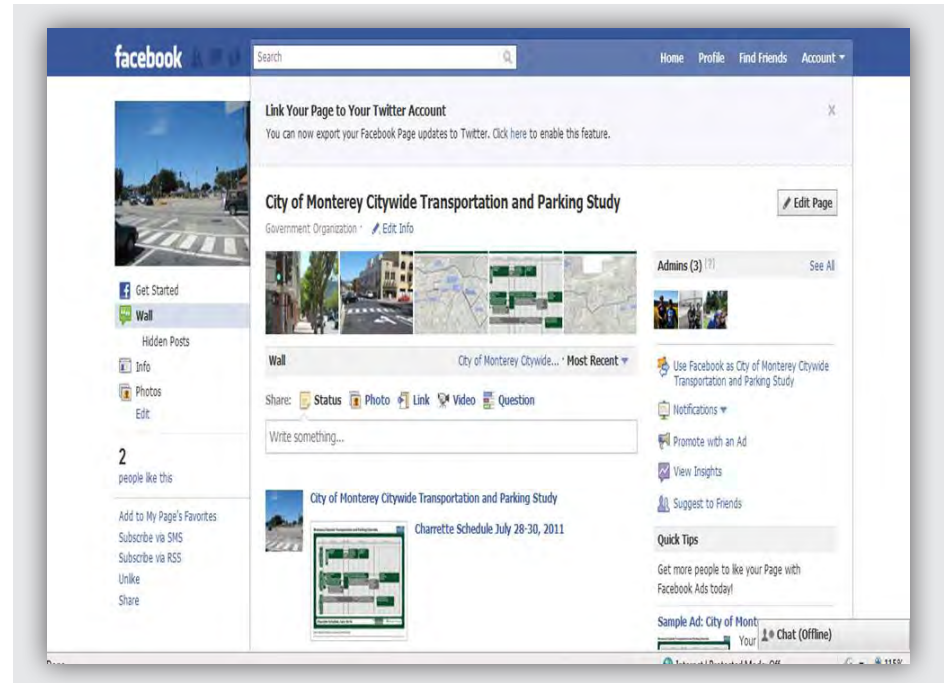 facebook
Search
Home Profile Find Friends Account
Link Your Page to Your Twitter Account
You can now export your Facebook Page updates to Twitter. Click here to enable this feature.
X
City of Monterey Citywide Transportation and Parking Study
Edit Page
Government Organization · Edit Info
Get Started
Wall
Hidden Posts
Info
Photos
Edit
2
people like this
Add to My Page's Favorites
Subscribe via SMS
Subscribe via RSS
Unlike
Share
Wall
City of Monterey Citywide... · Most Recent
Share: Status Photo Link Video Question
Write something...
City of Monterey Citywide Transportation and Parking Study
Charrette Schedule July 28-30, 2011
Admins (3) [?] See All
Use Facebook as City of Monterey Citywide
Transportation and Parking Study
Notifications
Promote with an Ad
View Insights
Suggest to Friends
Quick Tips
Get more people to like your Page with
Facebook Ads today!
Sample Ad: City of Mont
Your
Chat (Offline)
115%